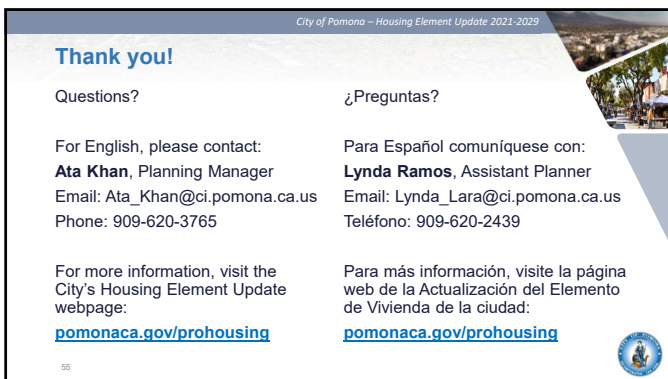 City of Pomona – Housing Element Update 2021-2029
Thank you!
Questions?
For English, please contact:
Ata Khan, Planning Manager
Email: Ata_Khan@ci.pomona.ca.us
Phone: 909-620-3765
For more information, visit the
City's Housing Element Update
webpage:
pomonaca.gov/prohousing
¿Preguntas?
Para Español comuníquese con:
Lynda Ramos, Assistant Planner
Email: Lynda_Lara@ci.pomona.ca.us
Teléfono: 909-620-2439
Para más información, visite la página
web de la Actualización del Elemento
de Vivienda de la ciudad:
pomonaca.gov/prohousing
55
CITY OF POMONA